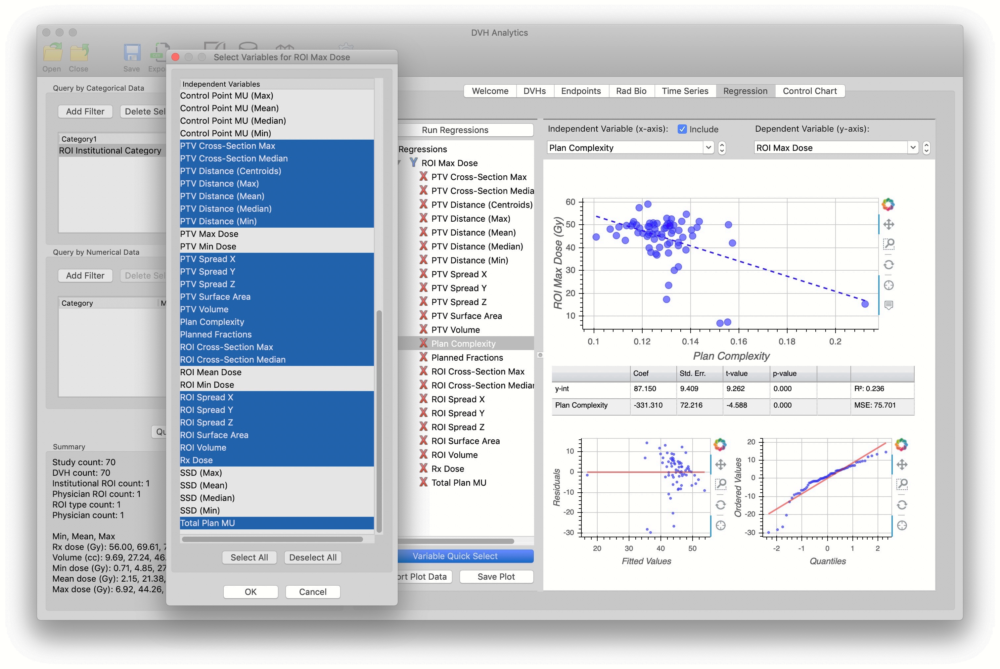 DVH Analytics
Open
Close
Save
Expo
CSV
Query by Categorical Data
Add Filter
Delete Sel
Category1
ROI Institutional Category
Query by Numerical Data
Add Filter
Delete Sel
Category
M
Qu
Summary
Study count: 70
DVH count: 70
Institutional ROI count: 1
Physician ROI count: 1
ROI type count: 1
Physician count: 1
Min, Mean, Max
Rx dose (Gy): 56.00, 69.61, 7
Volume (cc): 9.69, 27.24, 46.
Min dose (Gy): 0.71, 4.85, 27
Mean dose (Gy): 2.15, 21.38,
Max dose (Gy): 6.92, 44.26,
Select Variables for ROI Max Dose
Independent Variables
Control Point MU (Max)
Control Point MU (Mean)
Control Point MU (Median)
Control Point MU (Min)
PTV Cross-Section Max
PTV Cross-Section Median
PTV Distance (Centroids)
PTV Distance (Max)
PTV Distance (Mean)
PTV Distance (Median)
PTV Distance (Min)
PTV Max Dose
PTV Min Dose
PTV Spread X
PTV Spread Y
PTV Spread Z
PTV Surface Area
PTV Volume
Plan Complexity
Planned Fractions
ROI Cross-Section Max
ROI Cross-Section Median
ROI Mean Dose
ROI Min Dose
ROI Spread X
ROI Spread Y
ROI Spread Z
ROI Surface Area
ROI Volume
Rx Dose
SSD (Max)
SSD (Mean)
SSD (Median)
SSD (Min)
Total Plan MU
Select All
Deselect All
OK
Cancel
Welcome
DVHs
Endpoints
Rad Bio
Time Series
Regression
Control Chart
Run Regressions
Regressions
Y ROI Max Dose
X PTV Cross-Section Max
X PTV Cross-Section Media
X PTV Distance (Centroids)
X PTV Distance (Max)
X PTV Distance (Mean)
X PTV Distance (Median)
X PTV Distance (Min)
X PTV Spread X
X PTV Spread Y
X PTV Spread Z
X PTV Surface Area
X PTV Volume
X Plan Complexity
X Planned Fractions
X ROI Cross-Section Max
X ROI Cross-Section Median
X ROI Spread X
X ROI Spread Y
X ROI Spread Z
X ROI Surface Area
X ROI Volume
X Rx Dose
X Total Plan MU
Variable Quick Select
ort Plot Data
Save Plot
Independent Variable (x-axis):
Include
Dependent Variable (y-axis):
Plan Complexity
ROI Max Dose
ROI Max Dose (Gy)
60
50
40
30
20
10
0.1 0.12 0.14 0.16 0.18 0.2
Plan Complexity
Coef Std. Err. t-value p-value
y-int 87.150 9.409 9.262 0.000 R²: 0.236
Plan Complexity -331.310 72.216 -4.588 0.000 MSE: 75.701
Residuals
10
0
-10
-20
-30
20 30 40 50
Fitted Values
Ordered Values
20
10
0
-10
-20
-30
-2 -1 0 1 2
Quantiles